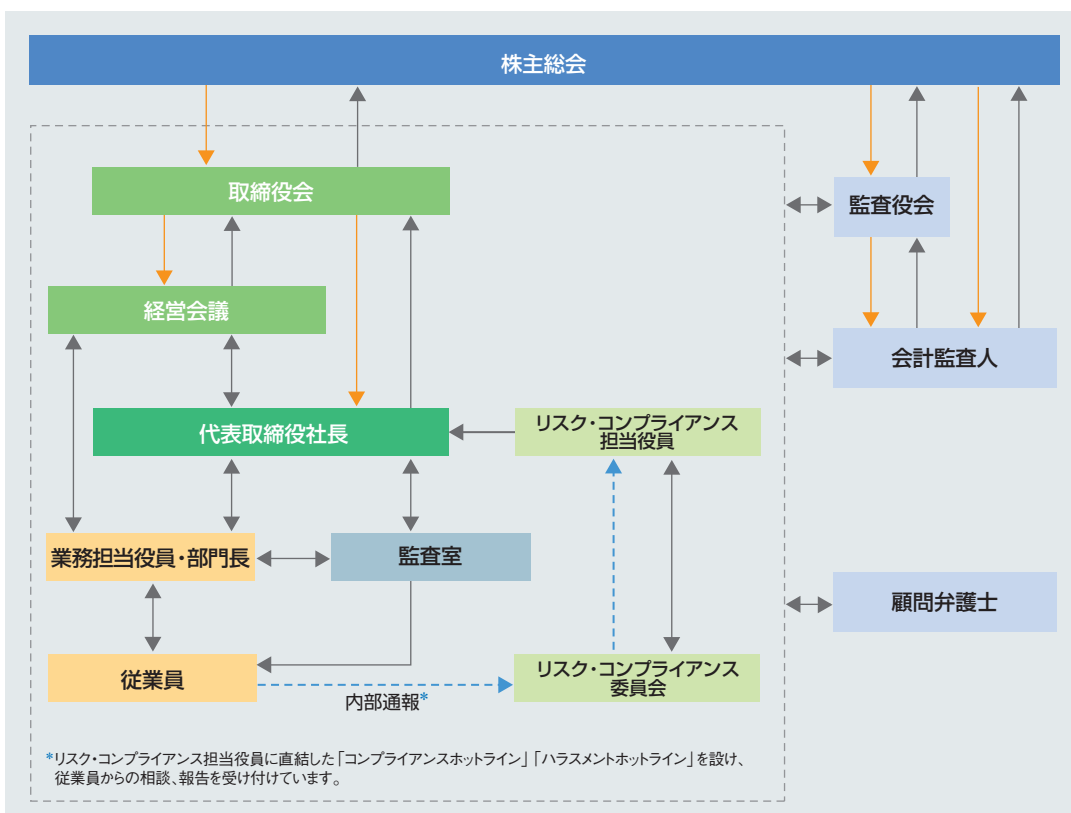 株主総会
取締役会
監査役会
経営会議
会計監査人
代表取締役社長
リスク・コンプライアンス
担当役員
業務担当役員・部門長
監査室
顧問弁護士
従業員
内部通報*
リスク・コンプライアンス
委員会
*リスク・コンプライアンス担当役員に直結した「コンプライアンスホットライン」「ハラスメントホットライン」を設け、
従業員からの相談、報告を受け付けています。